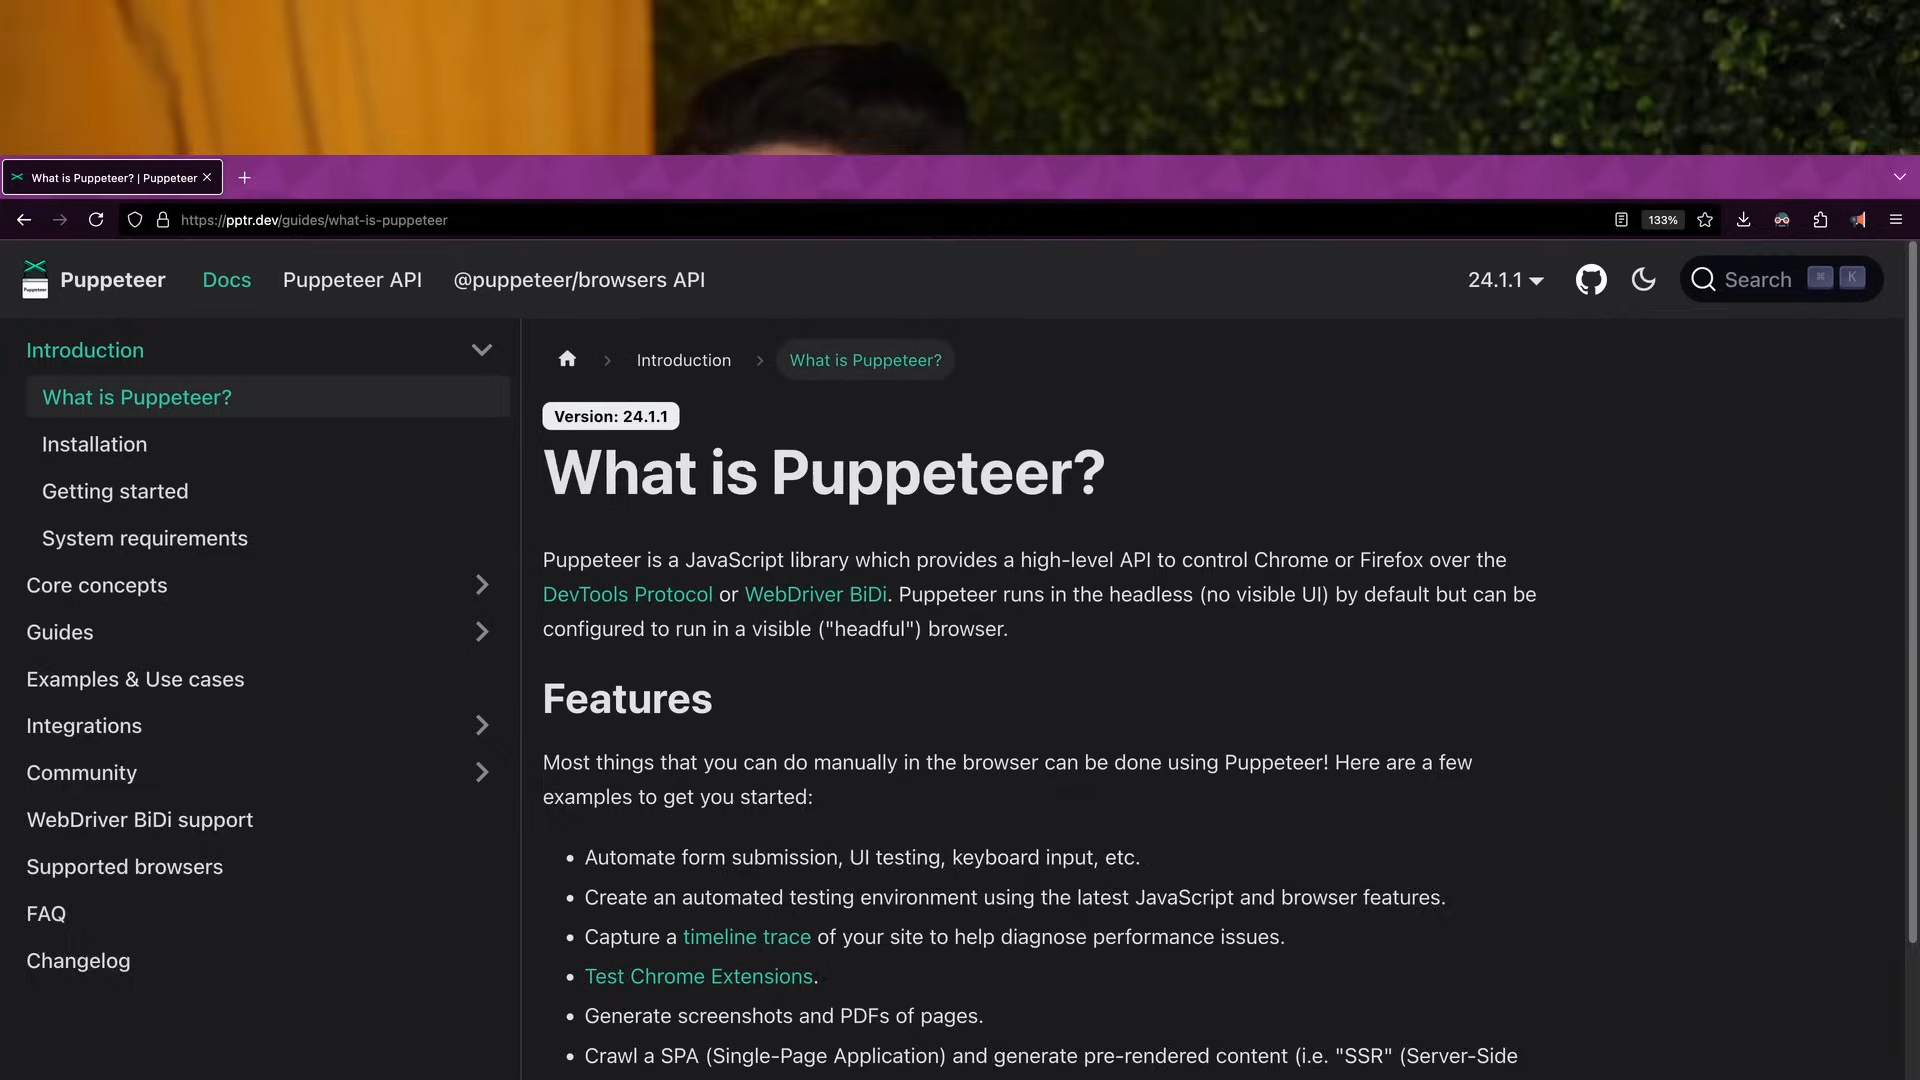 What is Puppeteer? | Puppeteer
https://pptr.dev/guides/what-is-puppeteer
133%
Puppeteer
Puppeteer
Docs
Puppeteer API
@puppeteer/browsers API
24.1.1
Search
⌘ K
Introduction
What is Puppeteer?
Installation
Getting started
System requirements
Core concepts
Guides
Examples & Use cases
Integrations
Community
WebDriver BiDi support
Supported browsers
FAQ
Changelog
Introduction
What is Puppeteer?
Version: 24.1.1
What is Puppeteer?
Puppeteer is a JavaScript library which provides a high-level API to control Chrome or Firefox over the
DevTools Protocol or WebDriver BiDi. Puppeteer runs in the headless (no visible UI) by default but can be
configured to run in a visible ("headful") browser.
Features
Most things that you can do manually in the browser can be done using Puppeteer! Here are a few
examples to get you started:
• Automate form submission, UI testing, keyboard input, etc.
• Create an automated testing environment using the latest JavaScript and browser features.
• Capture a timeline trace of your site to help diagnose performance issues.
• Test Chrome Extensions.
• Generate screenshots and PDFs of pages.
• Crawl a SPA (Single-Page Application) and generate pre-rendered content (i.e. "SSR" (Server-Side